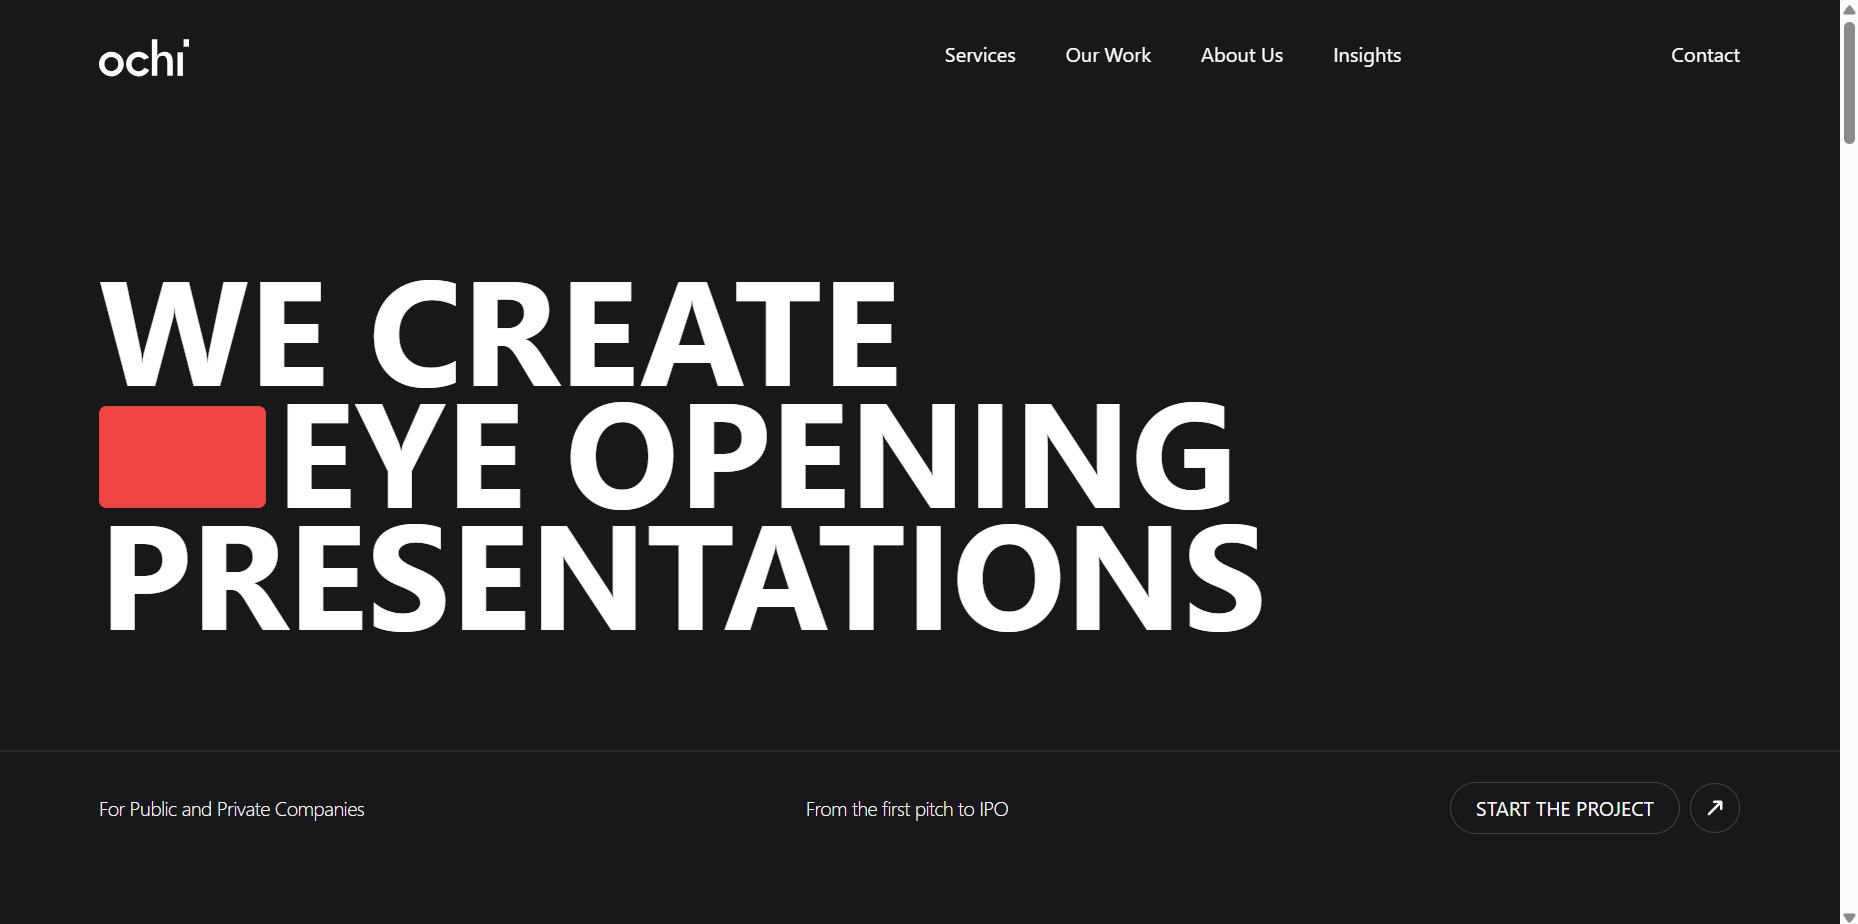 ochi
Services Our Work About Us Insights Contact
WE CREATE
EYE OPENING
PRESENTATIONS
For Public and Private Companies From the first pitch to IPO START THE PROJECT